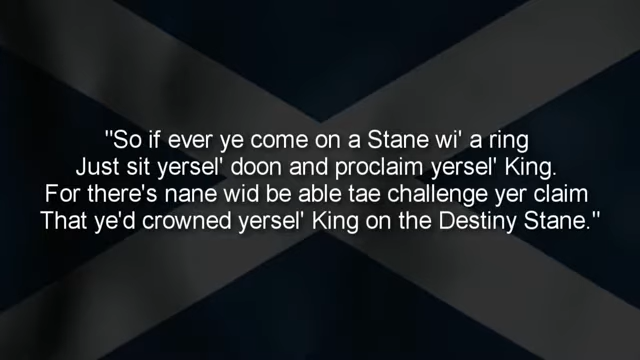 "So if ever ye come on a Stane wi' a ring
Just sit yersel' doon and proclaim yersel' King.
For there's nane wid be able tae challenge yer claim
That ye'd crowned yersel' King on the Destiny Stane."